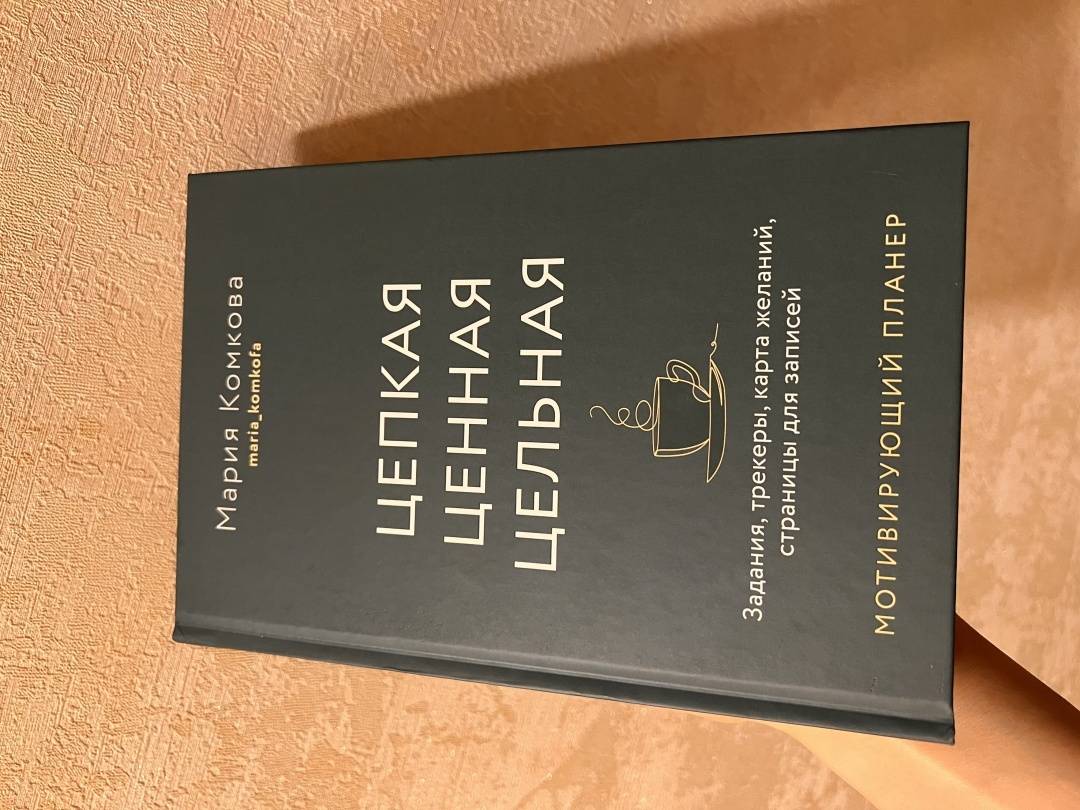 Мария Комкова
maria_komkofa
ЦЕПКАЯ
ЦЕННАЯ
ЦЕЛЬНАЯ
Задания, трекеры, карта желаний,
страницы для записей
МОТИВИРУЮЩИЙ ПЛАНЕР